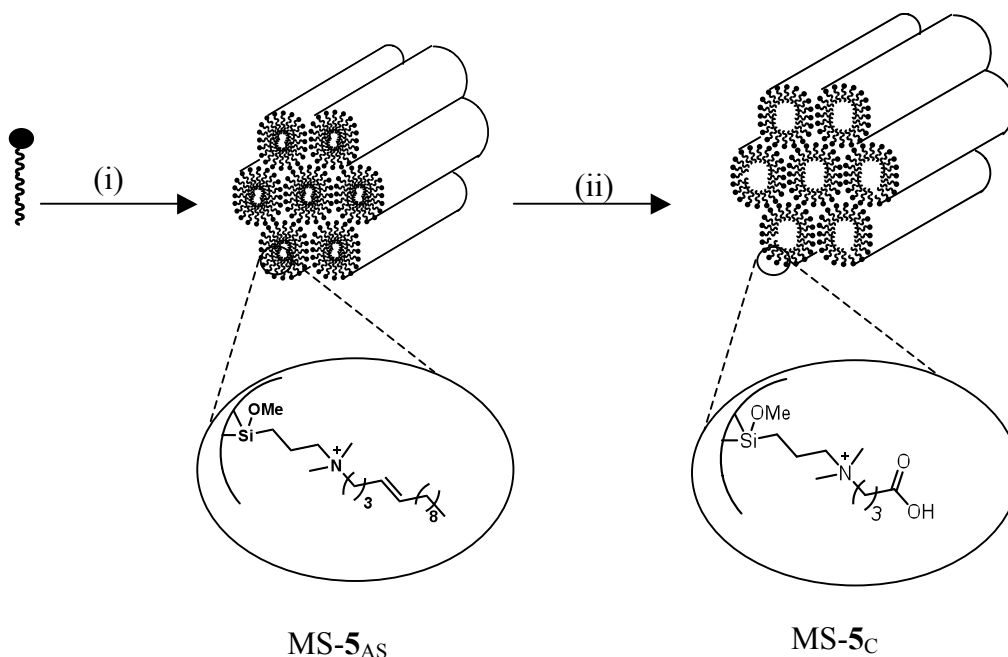 (i)
(ii)
OMe
Si
N
+
3
8
OMe
Si
N
+
3
O
OH
MS-5AS
MS-5C